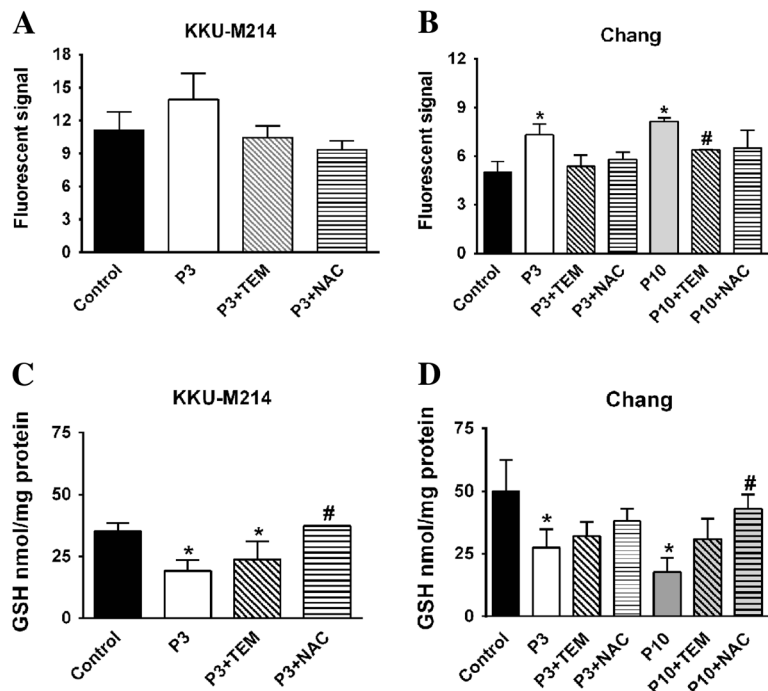 A
KKU-M214
Fluorescent signal
18
15
12
9
6
3
0
Control
P3
P3+TEM
P3+NAC
B
Chang
Fluorescent signal
12
9
6
3
0
*
*
#
Control
P3
P3+TEM
P3+NAC
P10
P10+TEM
P10+NAC
C
KKU-M214
GSH nmol/mg protein
75
50
25
0
*
*
#
Control
P3
P3+TEM
P3+NAC
D
Chang
GSH nmol/mg protein
75
50
25
0
*
*
#
Control
P3
P3+TEM
P3+NAC
P10
P10+TEM
P10+NAC